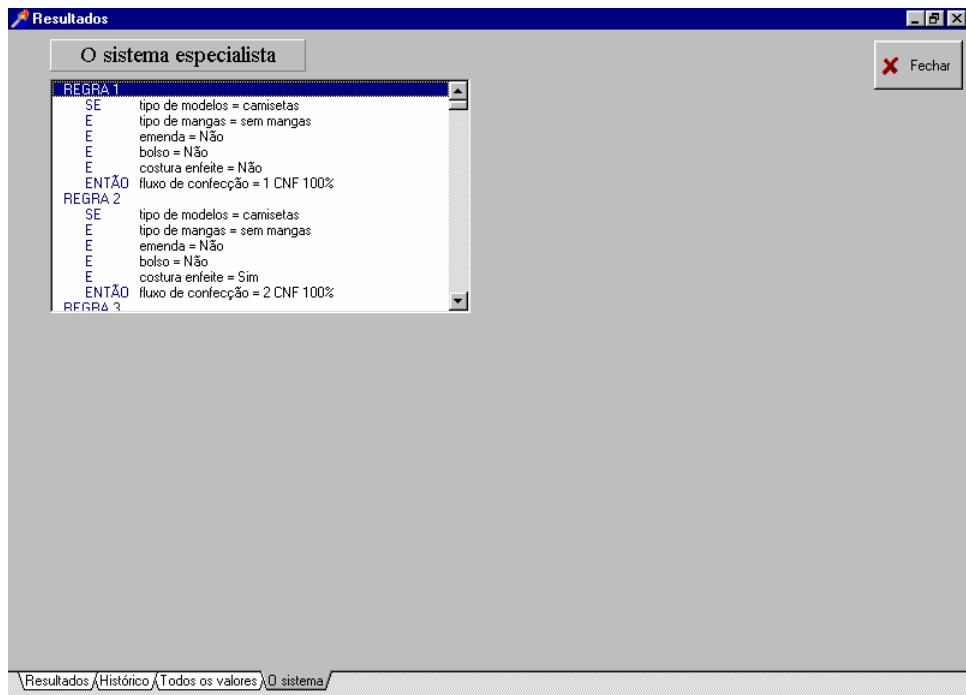 Resultados
O sistema especialista
Fechar
REGRA 1
SE tipo de modelos = camisetas
E tipo de mangas = sem mangas
E emenda = Não
E bolso = Não
E costura enfeite = Não
ENTÃO fluxo de confecção = 1 CNF 100%
REGRA 2
SE tipo de modelos = camisetas
E tipo de mangas = sem mangas
E emenda = Não
E bolso = Não
E costura enfeite = Sim
ENTÃO fluxo de confecção = 2 CNF 100%
REGRA 3
Resultados Histórico Todos os valores O sistema